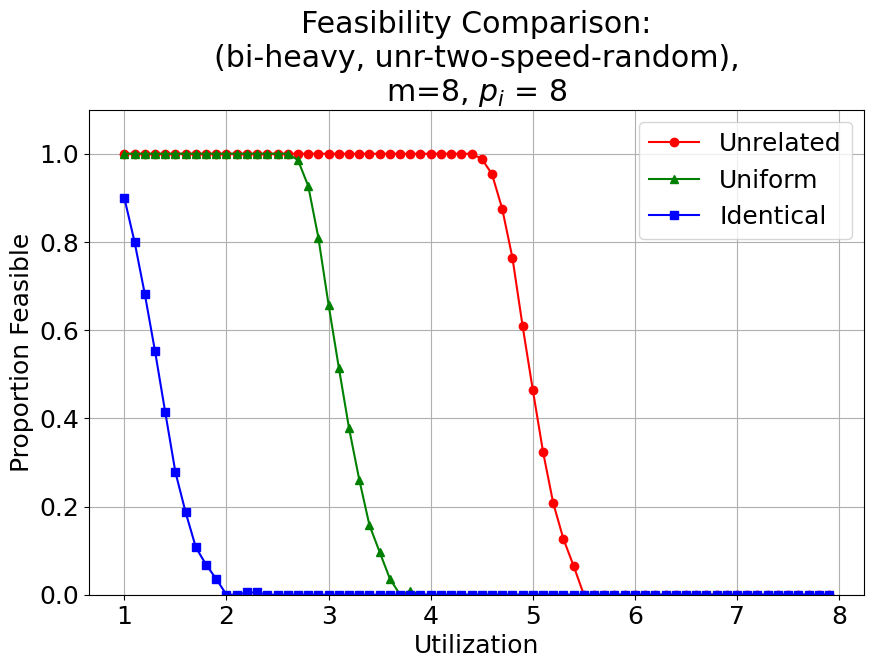 Feasibility Comparison:
(bi-heavy, unr-two-speed-random),
m=8, $p_i$ = 8
Unrelated
Uniform
Identical
Proportion Feasible
1.0
0.8
0.6
0.4
0.2
0.0
1 2 3 4 5 6 7 8
Utilization